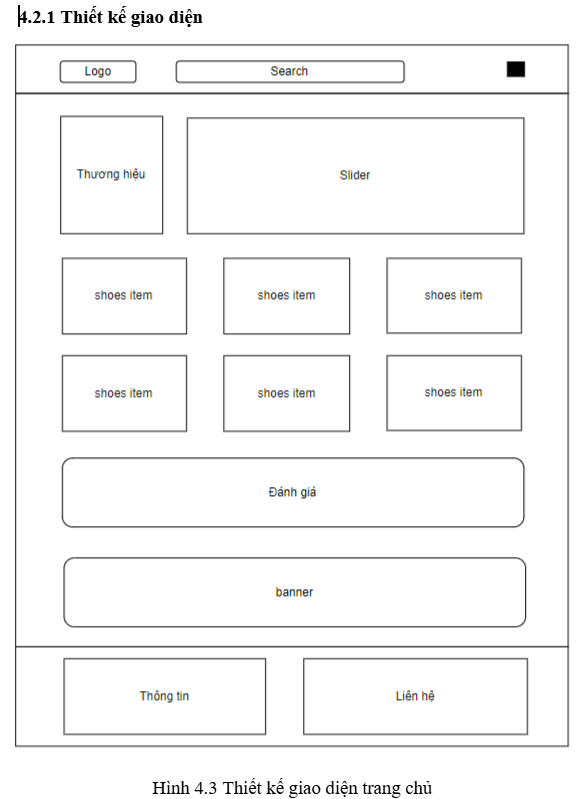 4.2.1 Thiết kế giao diện
Logo
Search
Thương hiệu
Slider
shoes item
shoes item
shoes item
shoes item
shoes item
shoes item
Đánh giá
banner
Thông tin
Liên hệ
Hình 4.3 Thiết kế giao diện trang chủ